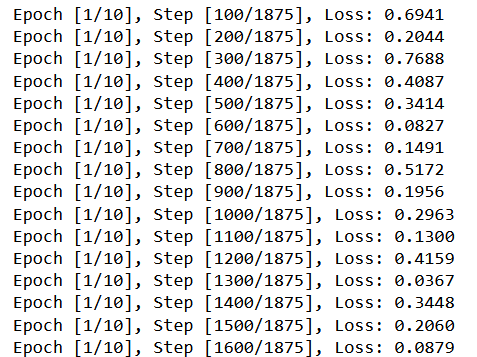 Epoch [1/10], Step [100/1875], Loss: 0.6941
Epoch [1/10], Step [200/1875], Loss: 0.2044
Epoch [1/10], Step [300/1875], Loss: 0.7688
Epoch [1/10], Step [400/1875], Loss: 0.4087
Epoch [1/10], Step [500/1875], Loss: 0.3414
Epoch [1/10], Step [600/1875], Loss: 0.0827
Epoch [1/10], Step [700/1875], Loss: 0.1491
Epoch [1/10], Step [800/1875], Loss: 0.5172
Epoch [1/10], Step [900/1875], Loss: 0.1956
Epoch [1/10], Step [1000/1875], Loss: 0.2963
Epoch [1/10], Step [1100/1875], Loss: 0.1300
Epoch [1/10], Step [1200/1875], Loss: 0.4159
Epoch [1/10], Step [1300/1875], Loss: 0.0367
Epoch [1/10], Step [1400/1875], Loss: 0.3448
Epoch [1/10], Step [1500/1875], Loss: 0.2060
Epoch [1/10], Step [1600/1875], Loss: 0.0879